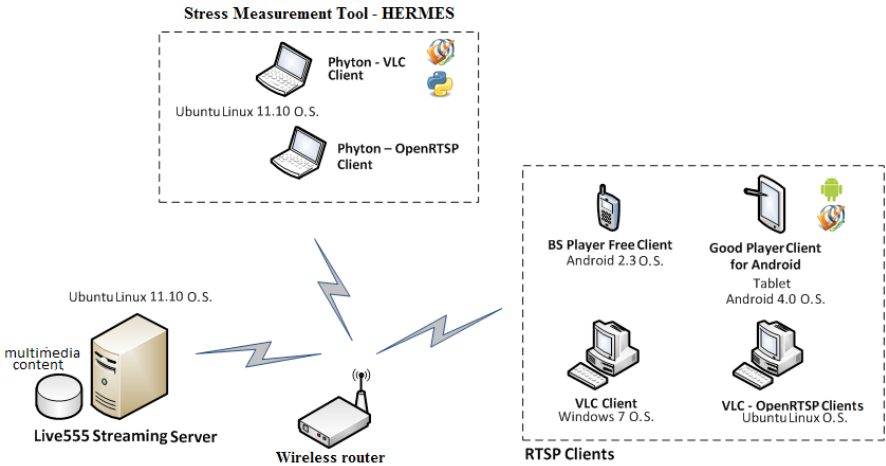 Stress Measurement Tool - HERMES
Phyton - VLC
Client
Ubuntu Linux 11.10 O.S.
Phyton – OpenRTSP
Client
BS Player Free Client
Android 2.3 O.S.
Good Player Client
for Android
Tablet
Android 4.0 O.S.
Ubuntu Linux 11.10 O.S.
multimedia
content
Live555 Streaming Server
Wireless router
VLC Client
Windows 7 O.S.
VLC - OpenRTSP Clients
Ubuntu Linux O.S.
RTSP Clients